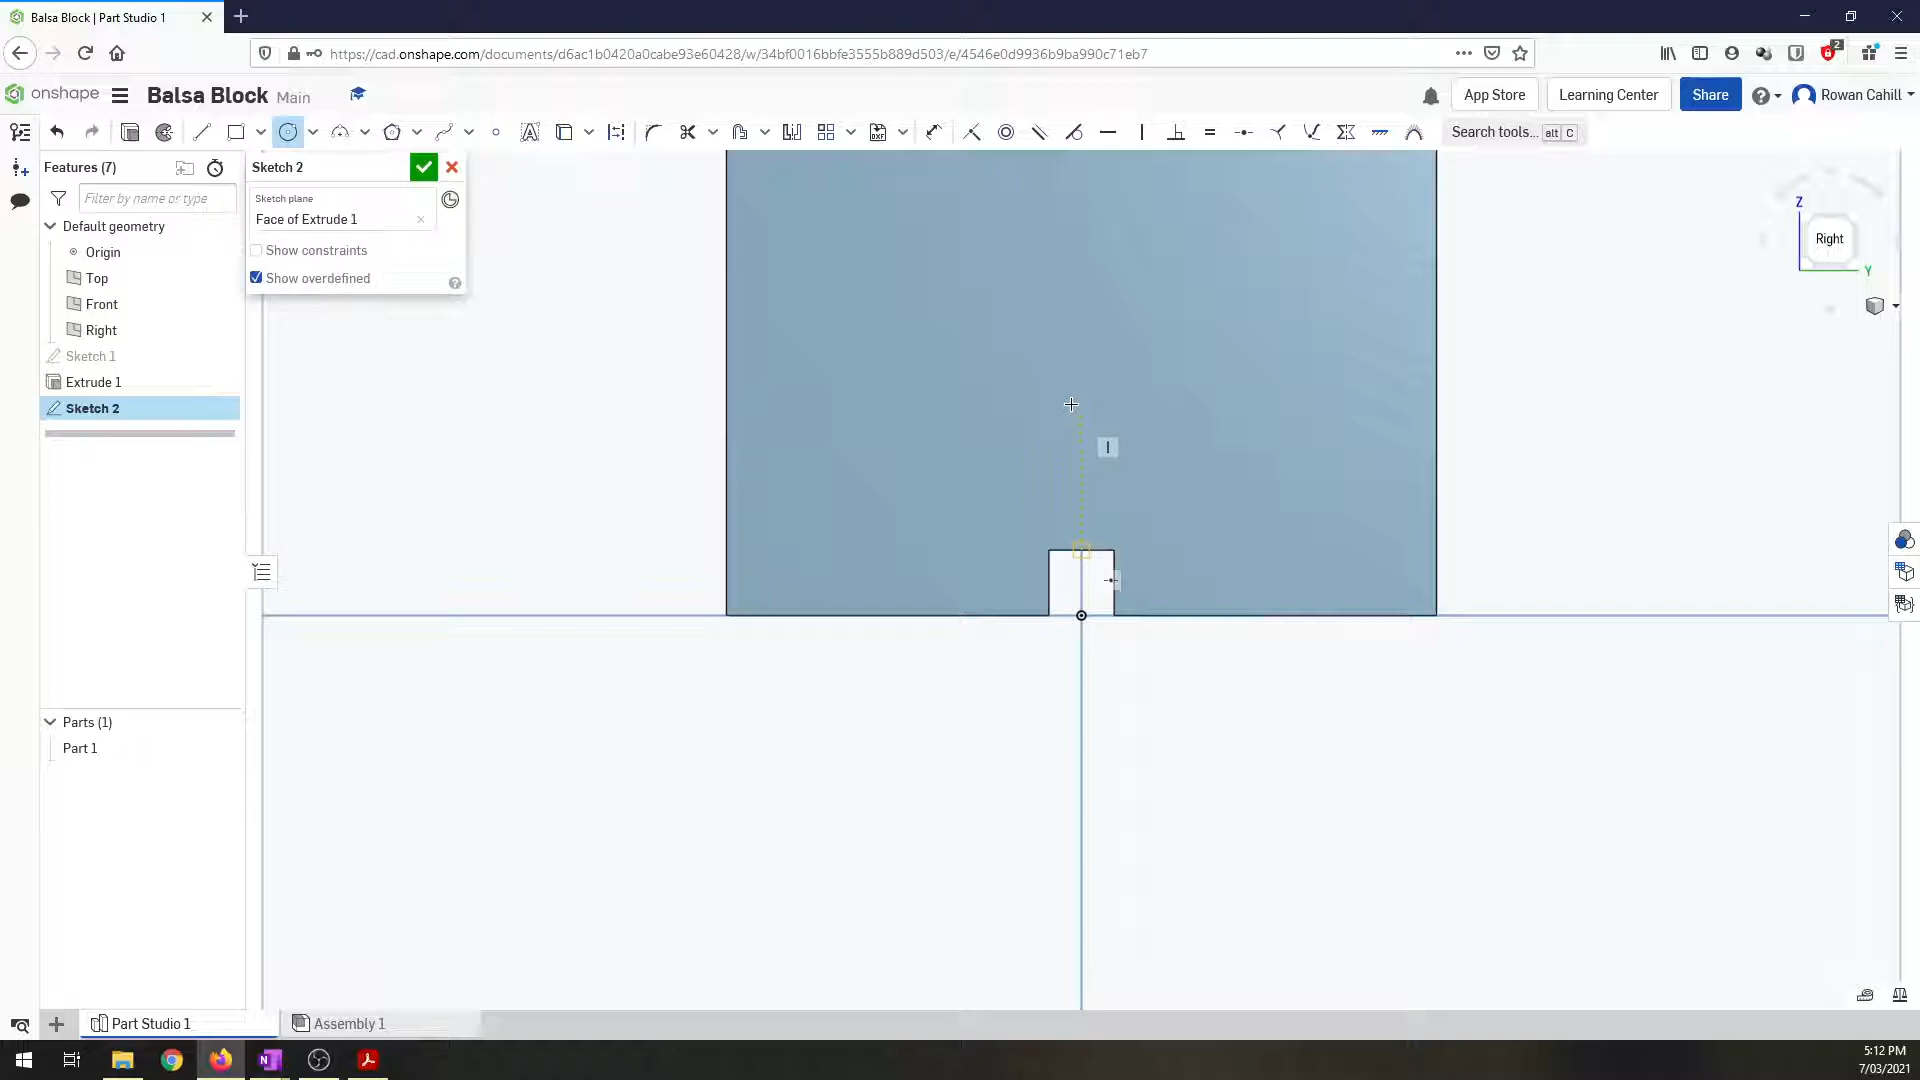 Balsa Block | Part Studio 1
https://cad.onshape.com/documents/d6ac1b0420a0cabe93e60428/w/34bf0016bbfe3555b889d503/e/4546e0d9936b9ba990c71eb7
2
onshape
Balsa Block Main
App Store
Learning Center
Share
Rowan Cahill
Search tools... alt C
Features (7)
Filter by name or type
Default geometry
Origin
Top
Front
Right
Sketch 1
Extrude 1
Sketch 2
Sketch 2
Sketch plane
Face of Extrude 1
Show constraints
Show overdefined
Z
Right
Y
Parts (1)
Part 1
Part Studio 1
Assembly 1
5:12 PM
7/03/2021